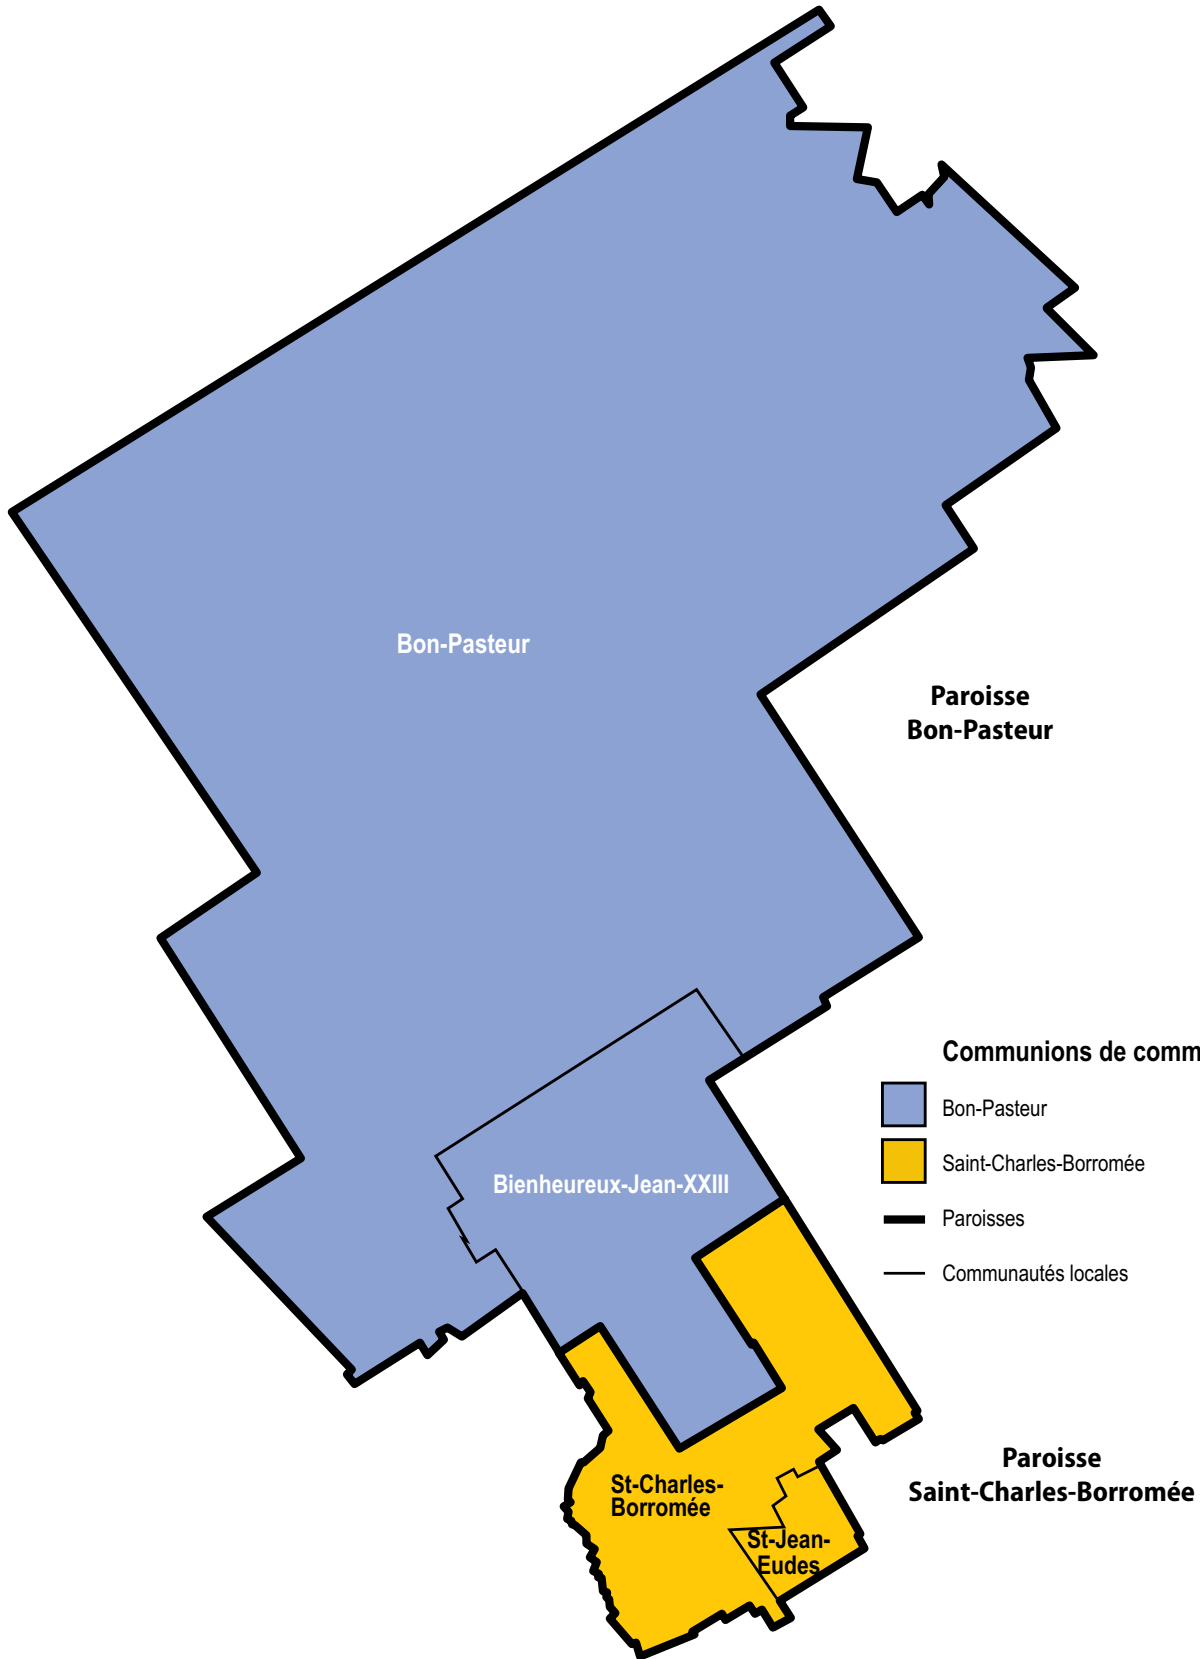 Bon-Pasteur
Paroisse
Bon-Pasteur
Communions de comm
Bon-Pasteur
Saint-Charles-Borromée
Paroisses
Communautés locales
Bienheureux-Jean-XXIII
Paroisse
Saint-Charles-Borromée
St-Charles-
Borromée
St-Jean-
Eudes